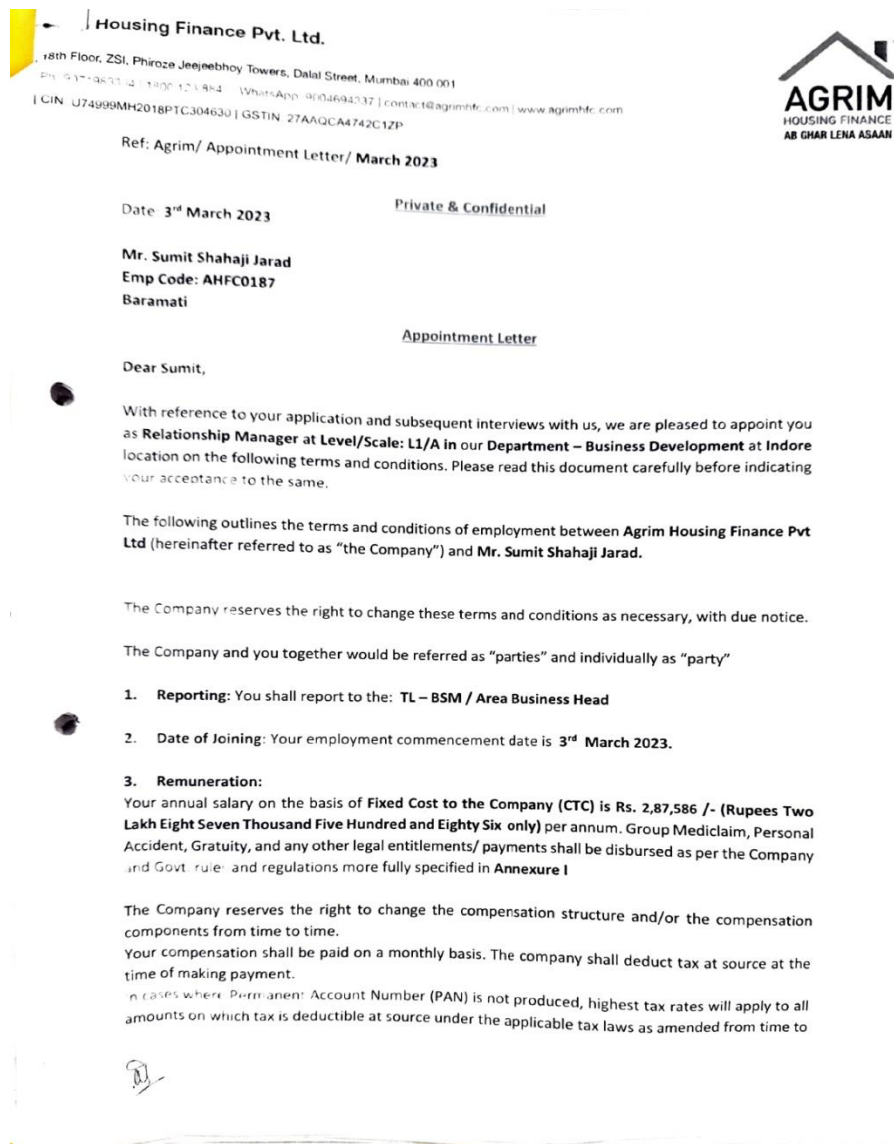 Housing Finance Pvt. Ltd.
18th Floor, ZSI, Phiroze Jeejeebhoy Towers, Dalal Street, Mumbai 400 001
WhatsApp 9004694237 | contact@agrimhfc.com | www.agrimhfc.com
| CIN U74999MH2018PTC304630 | GSTIN 27AAQCA4742C1ZP
AGRIM
HOUSING FINANCE
AB GHAR LENA ASAAN
Ref: Agrim/ Appointment Letter/ March 2023
Private & Confidential
Date 3rd March 2023
Mr. Sumit Shahaji Jarad
Emp Code: AHFC0187
Baramati
Appointment Letter
Dear Sumit,
With reference to your application and subsequent interviews with us, we are pleased to appoint you
as Relationship Manager at Level/Scale: L1/A in our Department – Business Development at Indore
location on the following terms and conditions. Please read this document carefully before indicating
your acceptance to the same.
The following outlines the terms and conditions of employment between Agrim Housing Finance Pvt
Ltd (hereinafter referred to as “the Company”) and Mr. Sumit Shahaji Jarad.
The Company reserves the right to change these terms and conditions as necessary, with due notice.
The Company and you together would be referred as “parties” and individually as “party”
1. Reporting: You shall report to the: TL – BSM / Area Business Head
2. Date of Joining: Your employment commencement date is 3rd March 2023.
3. Remuneration:
Your annual salary on the basis of Fixed Cost to the Company (CTC) is Rs. 2,87,586 /- (Rupees Two
Lakh Eight Seven Thousand Five Hundred and Eighty Six only) per annum. Group Mediclaim, Personal
Accident, Gratuity, and any other legal entitlements/ payments shall be disbursed as per the Company
and Govt. rules and regulations more fully specified in Annexure I
The Company reserves the right to change the compensation structure and/or the compensation
components from time to time.
Your compensation shall be paid on a monthly basis. The company shall deduct tax at source at the
time of making payment.
In cases where Permanent Account Number (PAN) is not produced, highest tax rates will apply to all
amounts on which tax is deductible at source under the applicable tax laws as amended from time to